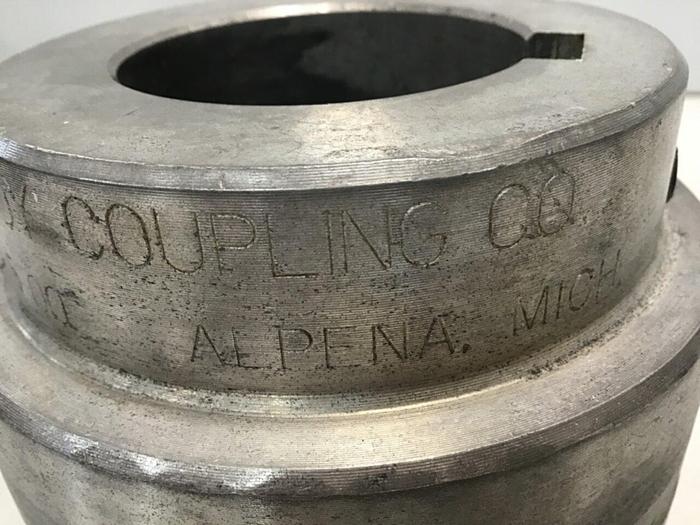 COUPLING CO.
ALPENA, MICH.